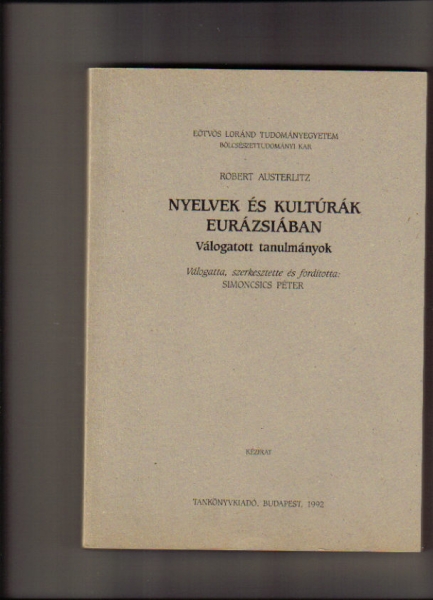 EÖTVÖS LORÁND TUDOMÁNYEGYETEM
BÖLCSÉSZETTUDOMÁNYI KAR
ROBERT AUSTERLITZ
NYELVEK ÉS KULTÚRÁK
EURÁZSIÁBAN
Válogatott tanulmányok
Válogatta, szerkesztette és fordította:
SIMONCSICS PÉTER
KÉZIRAT
TANKÖNYVKIADÓ, BUDAPEST, 1992